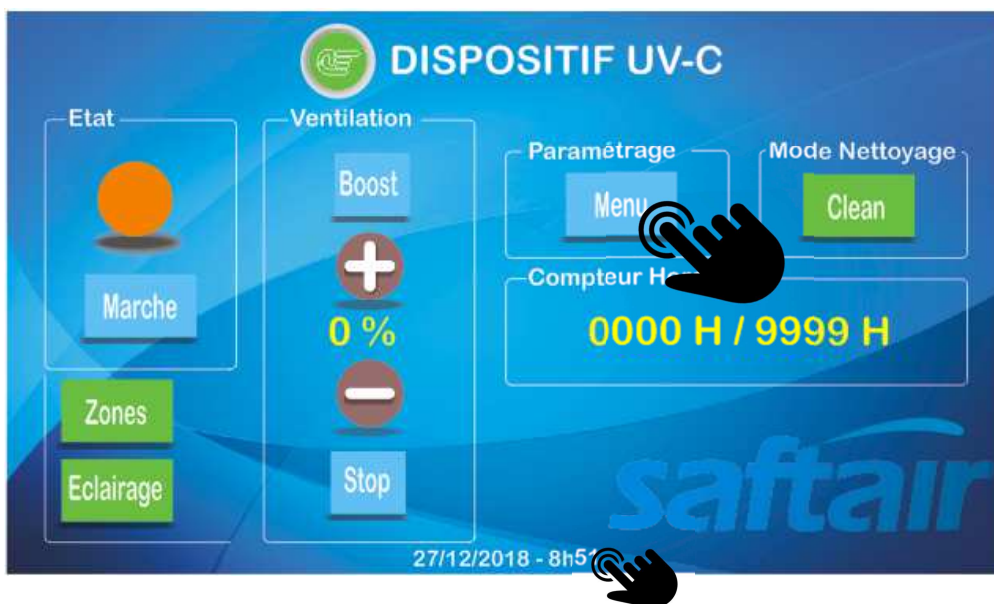 DISPOSITIF UV-C
Etat
Marche
Zones
Eclairage
Ventilation
Boost
0 %
Stop
Paramétrage
Menu
Mode Nettoyage
Clean
Compteur
0000 H / 9999 H
saftair
27/12/2018 - 8h51